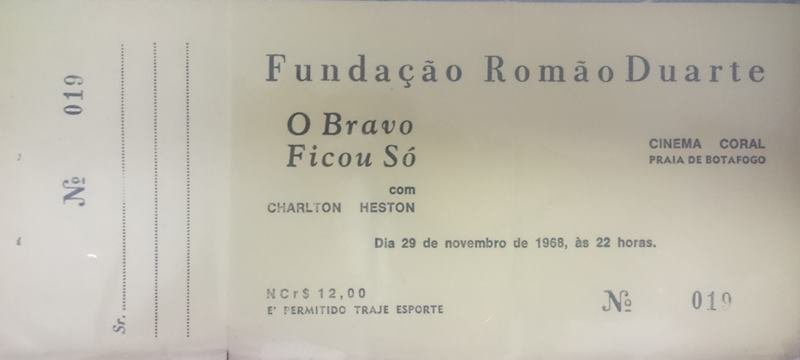 Nº 019
Sr.
Fundação Romão Duarte
O Bravo
Ficou Só
CINEMA CORAL
PRAIA DE BOTAFOGO
com
CHARLTON HESTON
Dia 29 de novembro de 1968, às 22 horas.
NCr$ 12,00
E' PERMITIDO TRAJE ESPORTE
Nº 019